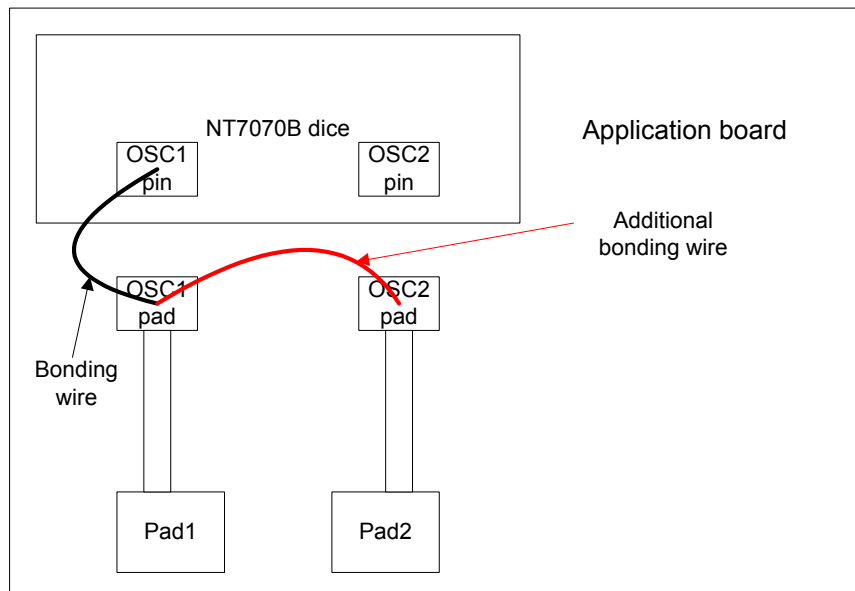 NT7070B dice
Application board
OSC1
pin
OSC2
pin
Additional
bonding wire
OSC1
pad
OSC2
pad
Bonding
wire
Pad1
Pad2